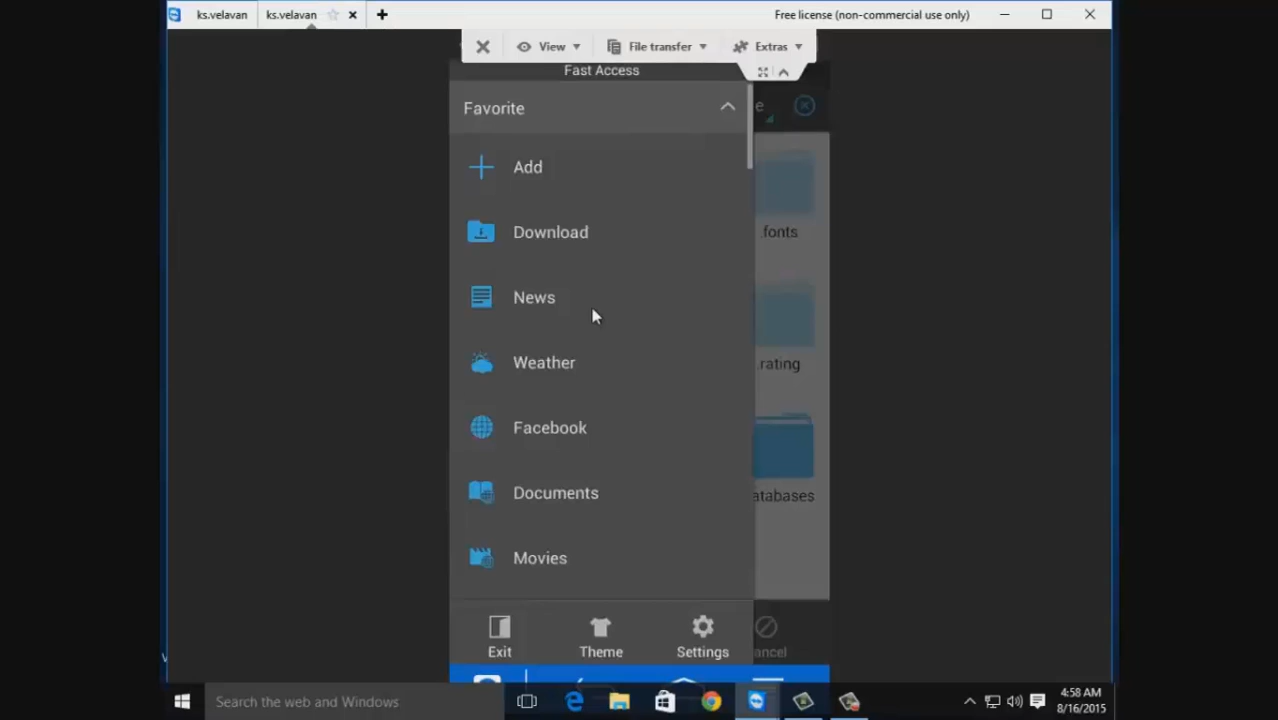 ks.velavan
ks.velavan
Free license (non-commercial use only)
View
File transfer
Extras
Fast Access
Favorite
e
Add
Download
.fonts
News
Weather
.rating
Facebook
Documents
atabases
Movies
Exit
Theme
Settings
ancel
Search the web and Windows
4:58 AM
8/16/2015